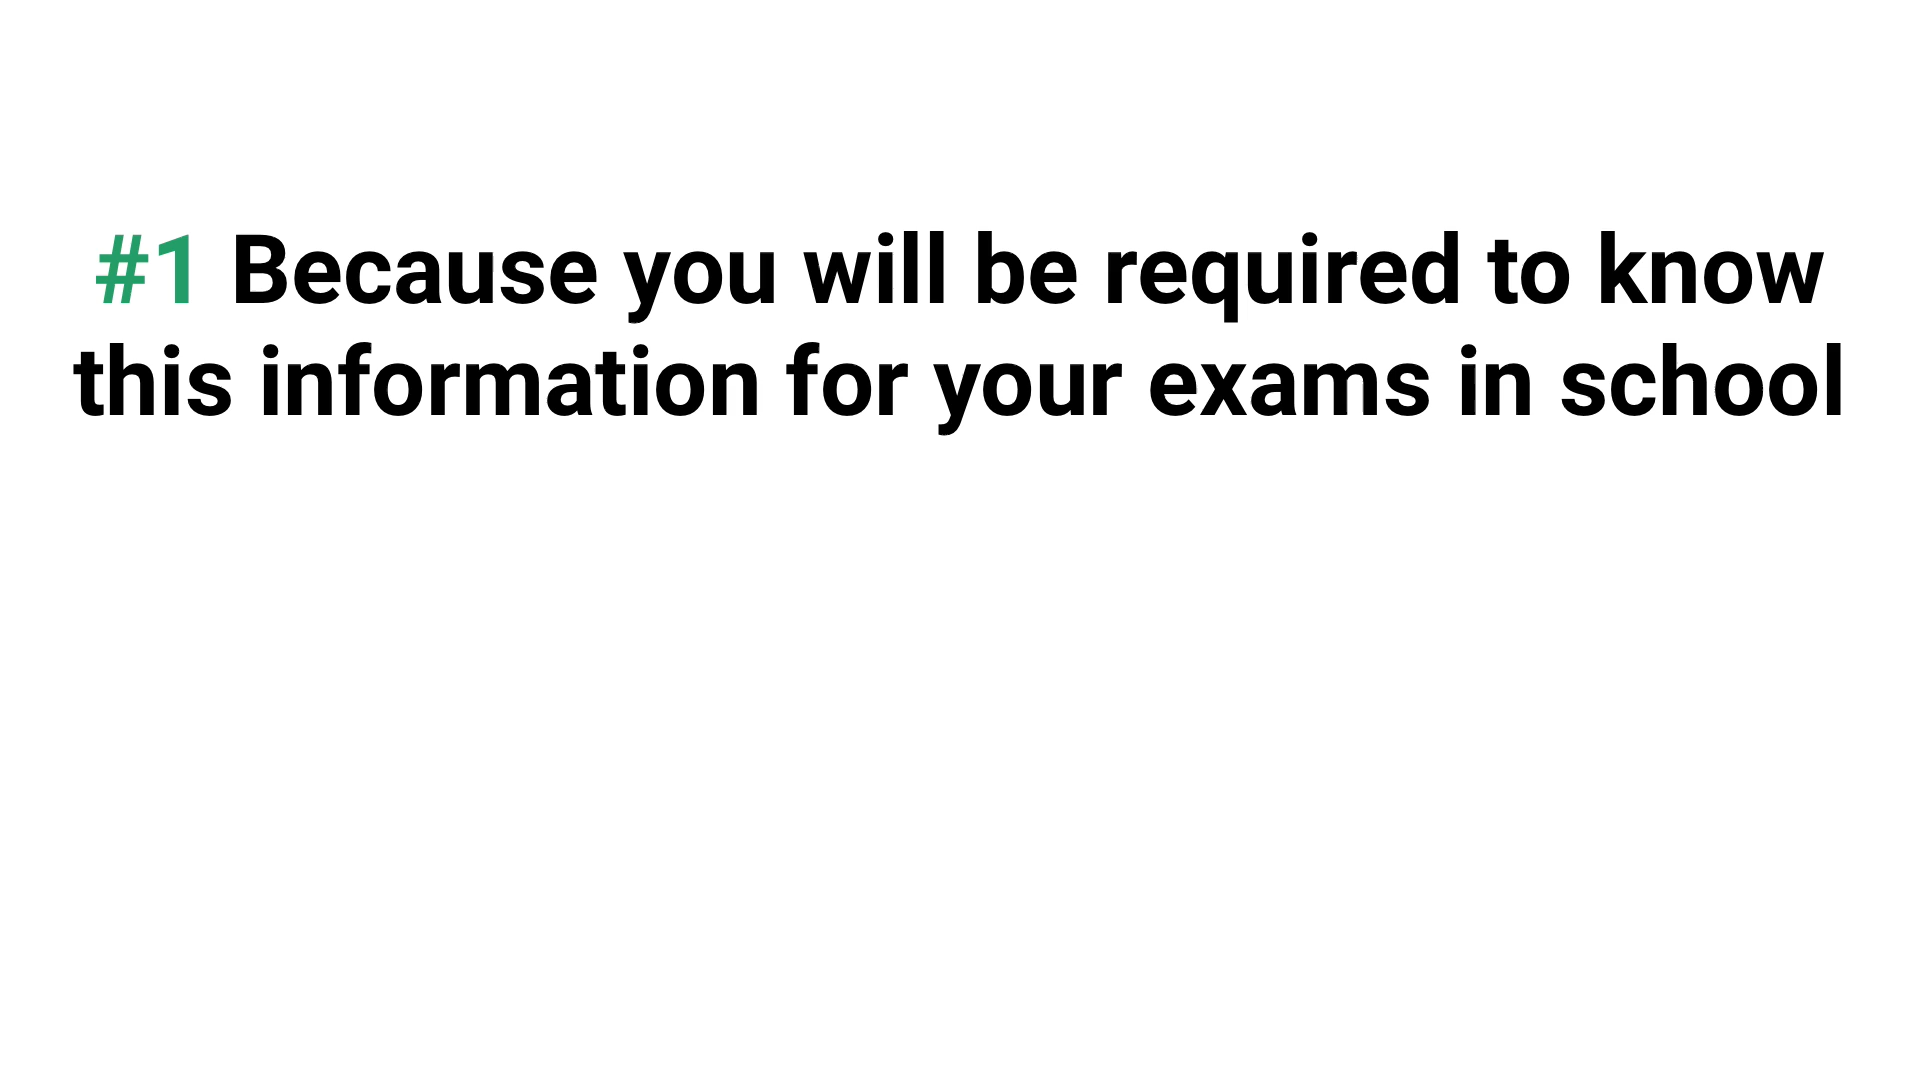 #1 Because you will be required to know
this information for your exams in school